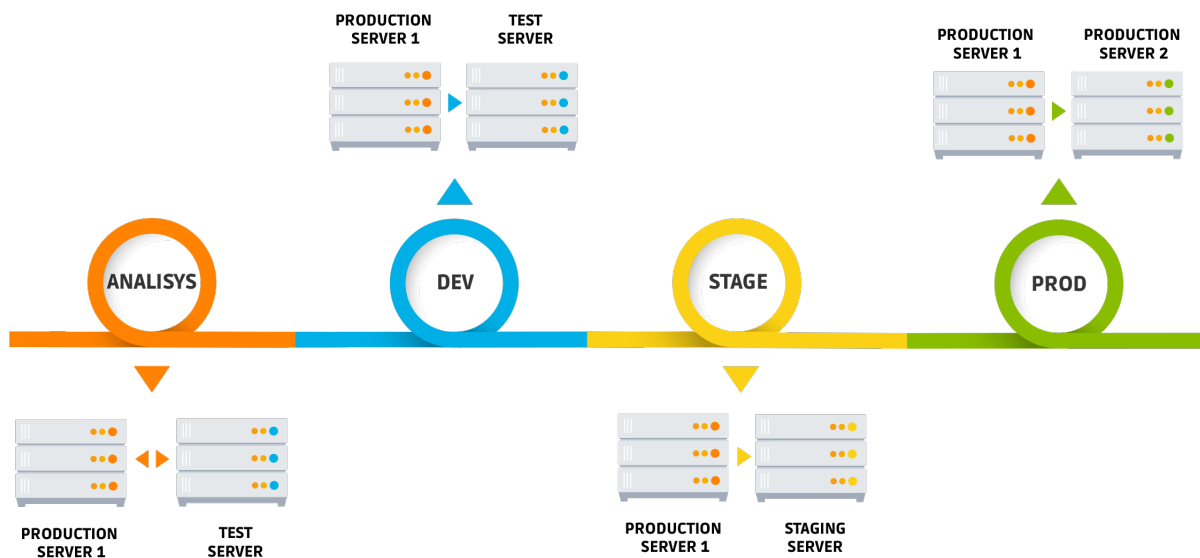 PRODUCTION
SERVER 1
TEST
SERVER
PRODUCTION
SERVER 1
PRODUCTION
SERVER 2
ANALISYS
DEV
STAGE
PROD
PRODUCTION
SERVER 1
TEST
SERVER
PRODUCTION
SERVER 1
STAGING
SERVER